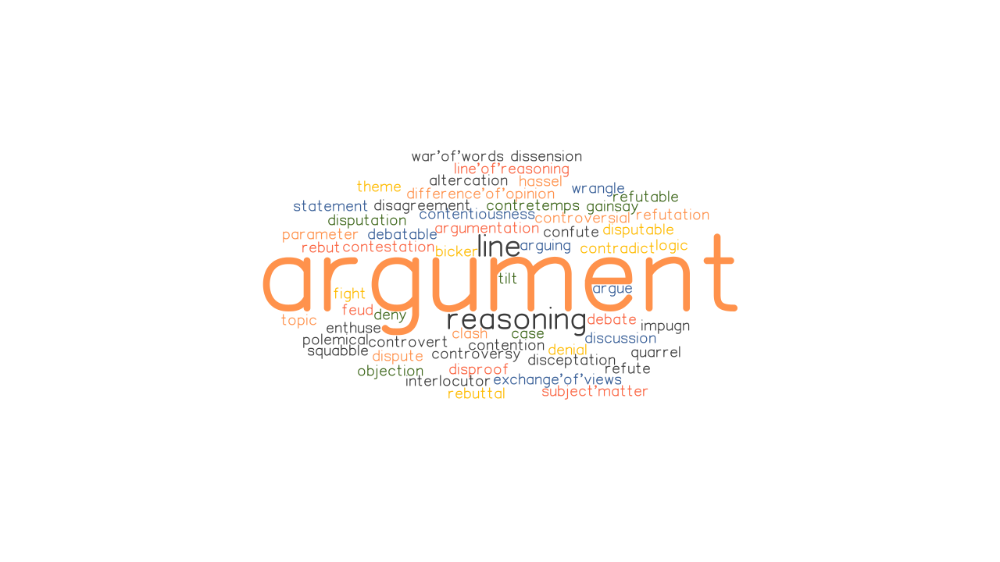 war'of'words dissension
line'of'reasoning
altercation hassel
theme difference'of'opinion wrangle
refutable
statement disagreement contretemps gainsay
disputation contentiousness controversial refutation
parameter debatable argumentation confute disputable
rebut contestation bicker line arguing contradict logic
argument
tilt
fight argue
feud deny
topic reasoning debate
enthuse clash case impugn
polemical controvert contention discussion
squabble dispute controversy denial quarrel
disceptation
objection disproof refute
interlocutor exchange'of'views
rebuttal subject'matter